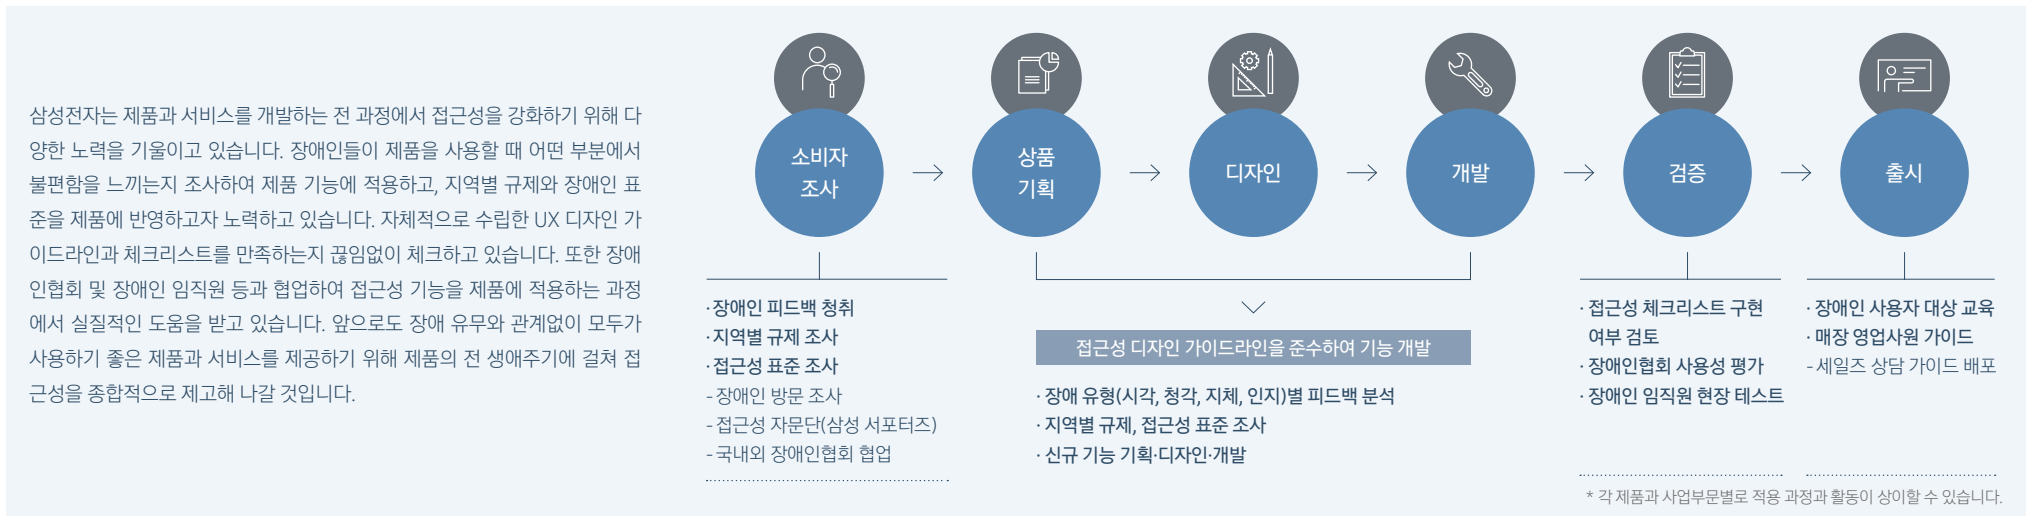 삼성전자는 제품과 서비스를 개발하는 전 과정에서 접근성을 강화하기 위해 다
양한 노력을 기울이고 있습니다. 장애인들이 제품을 사용할 때 어떤 부분에서
불편함을 느끼는지 조사하여 제품 기능에 적용하고, 지역별 규제와 장애인 표
준을 제품에 반영하고자 노력하고 있습니다. 자체적으로 수립한 UX 디자인 가
이드라인과 체크리스트를 만족하는지 끊임없이 체크하고 있습니다. 또한 장애
인협회 및 장애인 임직원 등과 협업하여 접근성 기능을 제품에 적용하는 과정
에서 실질적인 도움을 받고 있습니다. 앞으로도 장애 유무와 관계없이 모두가
사용하기 좋은 제품과 서비스를 제공하기 위해 제품의 전 생애주기에 걸쳐 접
근성을 종합적으로 제고해 나갈 것입니다.
소비자
조사
상품
기획
디자인
개발
검증
출시
· 장애인 피드백 청취
· 지역별 규제 조사
· 접근성 표준 조사
- 장애인 방문 조사
- 접근성 자문단(삼성 서포터즈)
- 국내외 장애인협회 협업
접근성 디자인 가이드라인을 준수하여 기능 개발
· 장애 유형(시각, 청각, 지체, 인지)별 피드백 분석
· 지역별 규제, 접근성 표준 조사
· 신규 기능 기획·디자인·개발
· 접근성 체크리스트 구현
여부 검토
· 장애인협회 사용성 평가
· 장애인 임직원 현장 테스트
· 장애인 사용자 대상 교육
· 매장 영업사원 가이드
- 세일즈 상담 가이드 배포
* 각 제품과 사업부문별로 적용 과정과 활동이 상이할 수 있습니다.